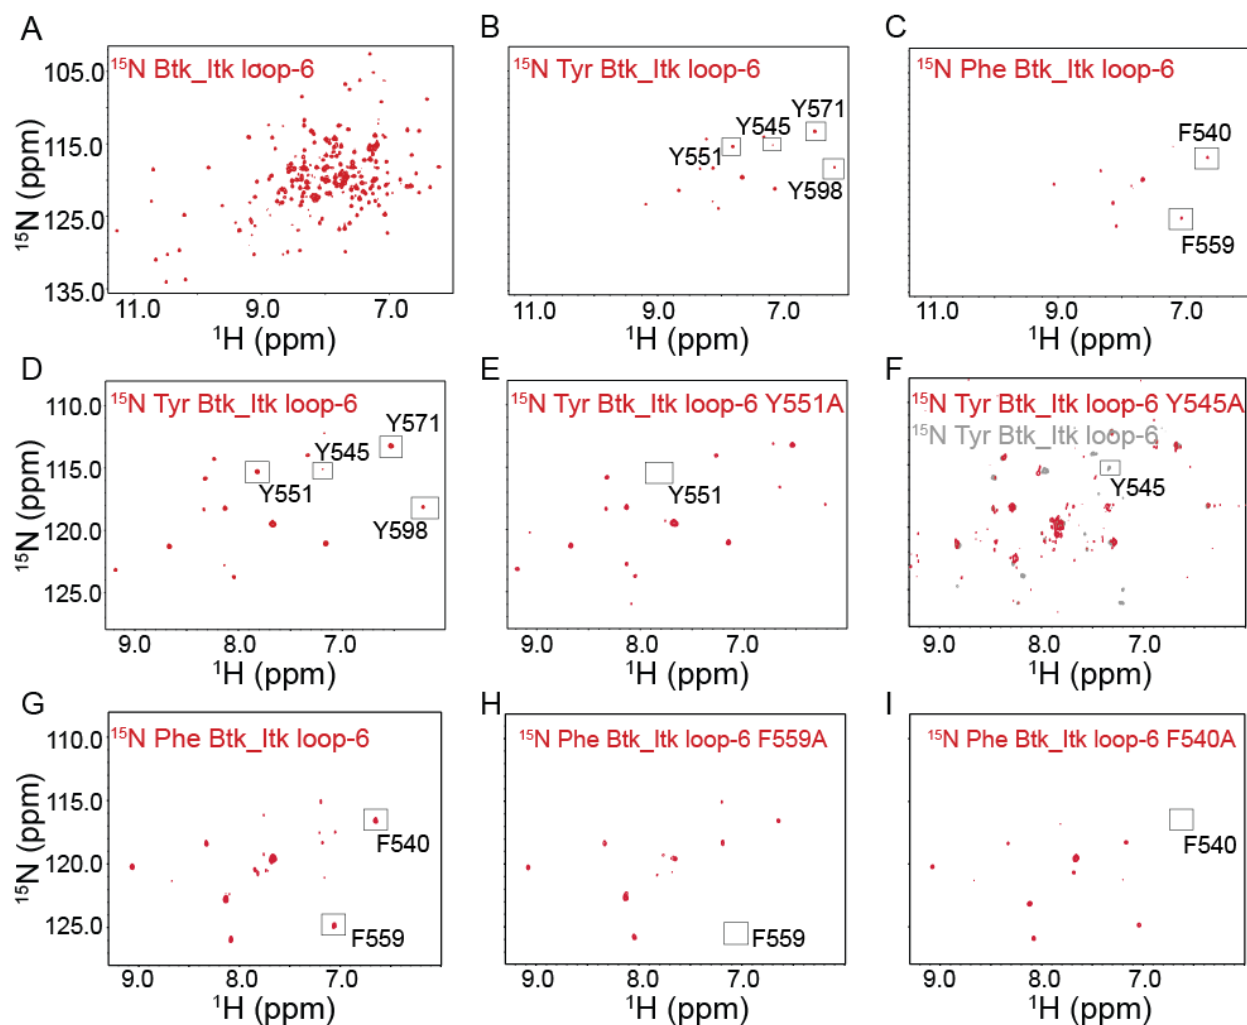 A
¹⁵N Btk_Itk loop-6
105.0
115.0
125.0
135.0
¹⁵N (ppm)
11.0 9.0 7.0
¹H (ppm)
B
¹⁵N Tyr Btk_Itk loop-6
Y571
Y545
Y551
Y598
11.0 9.0 7.0
¹H (ppm)
C
¹⁵N Phe Btk_Itk loop-6
F540
F559
11.0 9.0 7.0
¹H (ppm)
D
¹⁵N Tyr Btk_Itk loop-6
110.0
115.0
120.0
125.0
¹⁵N (ppm)
Y571
Y545
Y551
Y598
9.0 8.0 7.0
¹H (ppm)
E
¹⁵N Tyr Btk_Itk loop-6 Y551A
Y551
9.0 8.0 7.0
¹H (ppm)
F
¹⁵N Tyr Btk_Itk loop-6 Y545A
¹⁵N Tyr Btk_Itk loop-6
Y545
9.0 8.0 7.0
¹H (ppm)
G
¹⁵N Phe Btk_Itk loop-6
110.0
115.0
120.0
125.0
¹⁵N (ppm)
F540
F559
9.0 8.0 7.0
¹H (ppm)
H
¹⁵N Phe Btk_Itk loop-6 F559A
F559
9.0 8.0 7.0
¹H (ppm)
I
¹⁵N Phe Btk_Itk loop-6 F540A
F540
9.0 8.0 7.0
¹H (ppm)